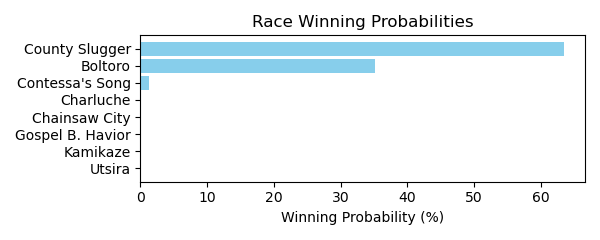 Race Winning Probabilities
County Slugger
Boltoro
Contessa's Song
Charluche
Chainsaw City
Gospel B. Havior
Kamikaze
Utsira
0 10 20 30 40 50 60
Winning Probability (%)